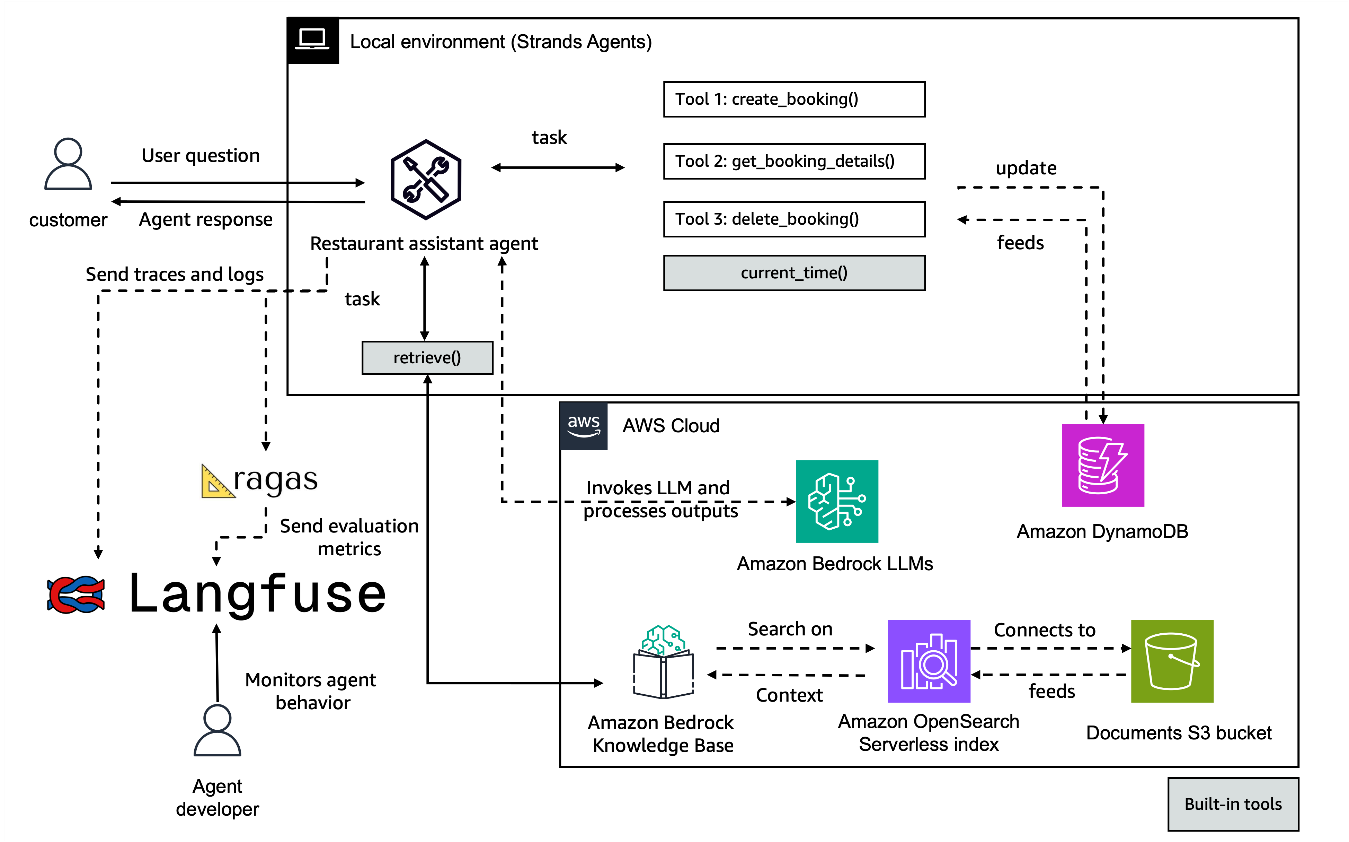 Local environment (Strands Agents)
Tool 1: create_booking()
task
User question
Tool 2: get_booking_details()
update
customer
Agent response
Tool 3: delete_booking()
feeds
Restaurant assistant agent
Send traces and logs
current_time()
task
retrieve()
aws
AWS Cloud
ragas
Invokes LLM and
processes outputs
Send evaluation
metrics
Amazon DynamoDB
Amazon Bedrock LLMs
Langfuse
Search on
Connects to
Monitors agent
behavior
Context
feeds
Amazon Bedrock
Knowledge Base
Amazon OpenSearch
Serverless index
Documents S3 bucket
Agent
developer
Built-in tools